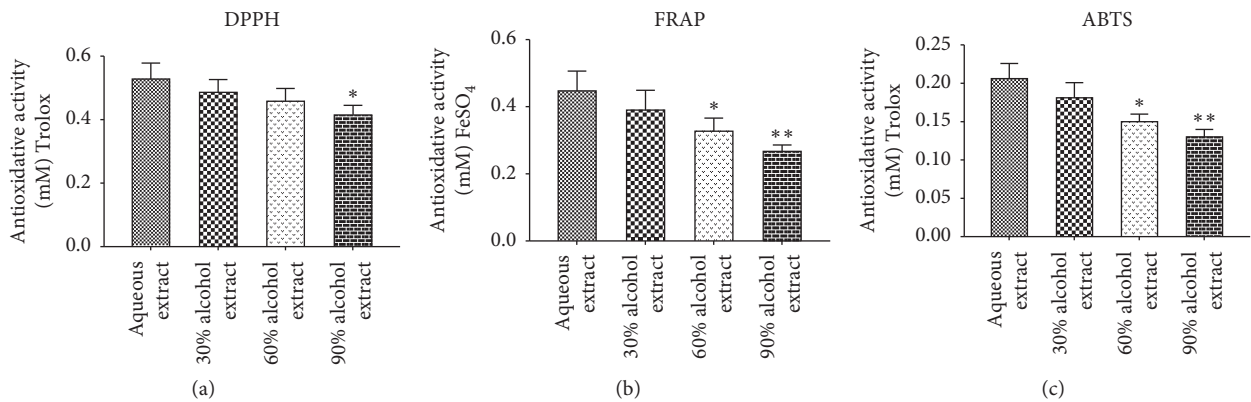 DPPH
Antioxidative activity
(mM) Trolox
0.6
0.4
0.2
0.0
*
Aqueous
extract
30% alcohol
extract
60% alcohol
extract
90% alcohol
extract
(a)
FRAP
Antioxidative activity
(mM) FeSO4
0.6
0.4
0.2
0.0
*
**
Aqueous
extract
30% alcohol
extract
60% alcohol
extract
90% alcohol
extract
(b)
ABTS
Antioxidative activity
(mM) Trolox
0.25
0.20
0.15
0.10
0.05
0.00
*
**
Aqueous
extract
30% alcohol
extract
60% alcohol
extract
90% alcohol
extract
(c)